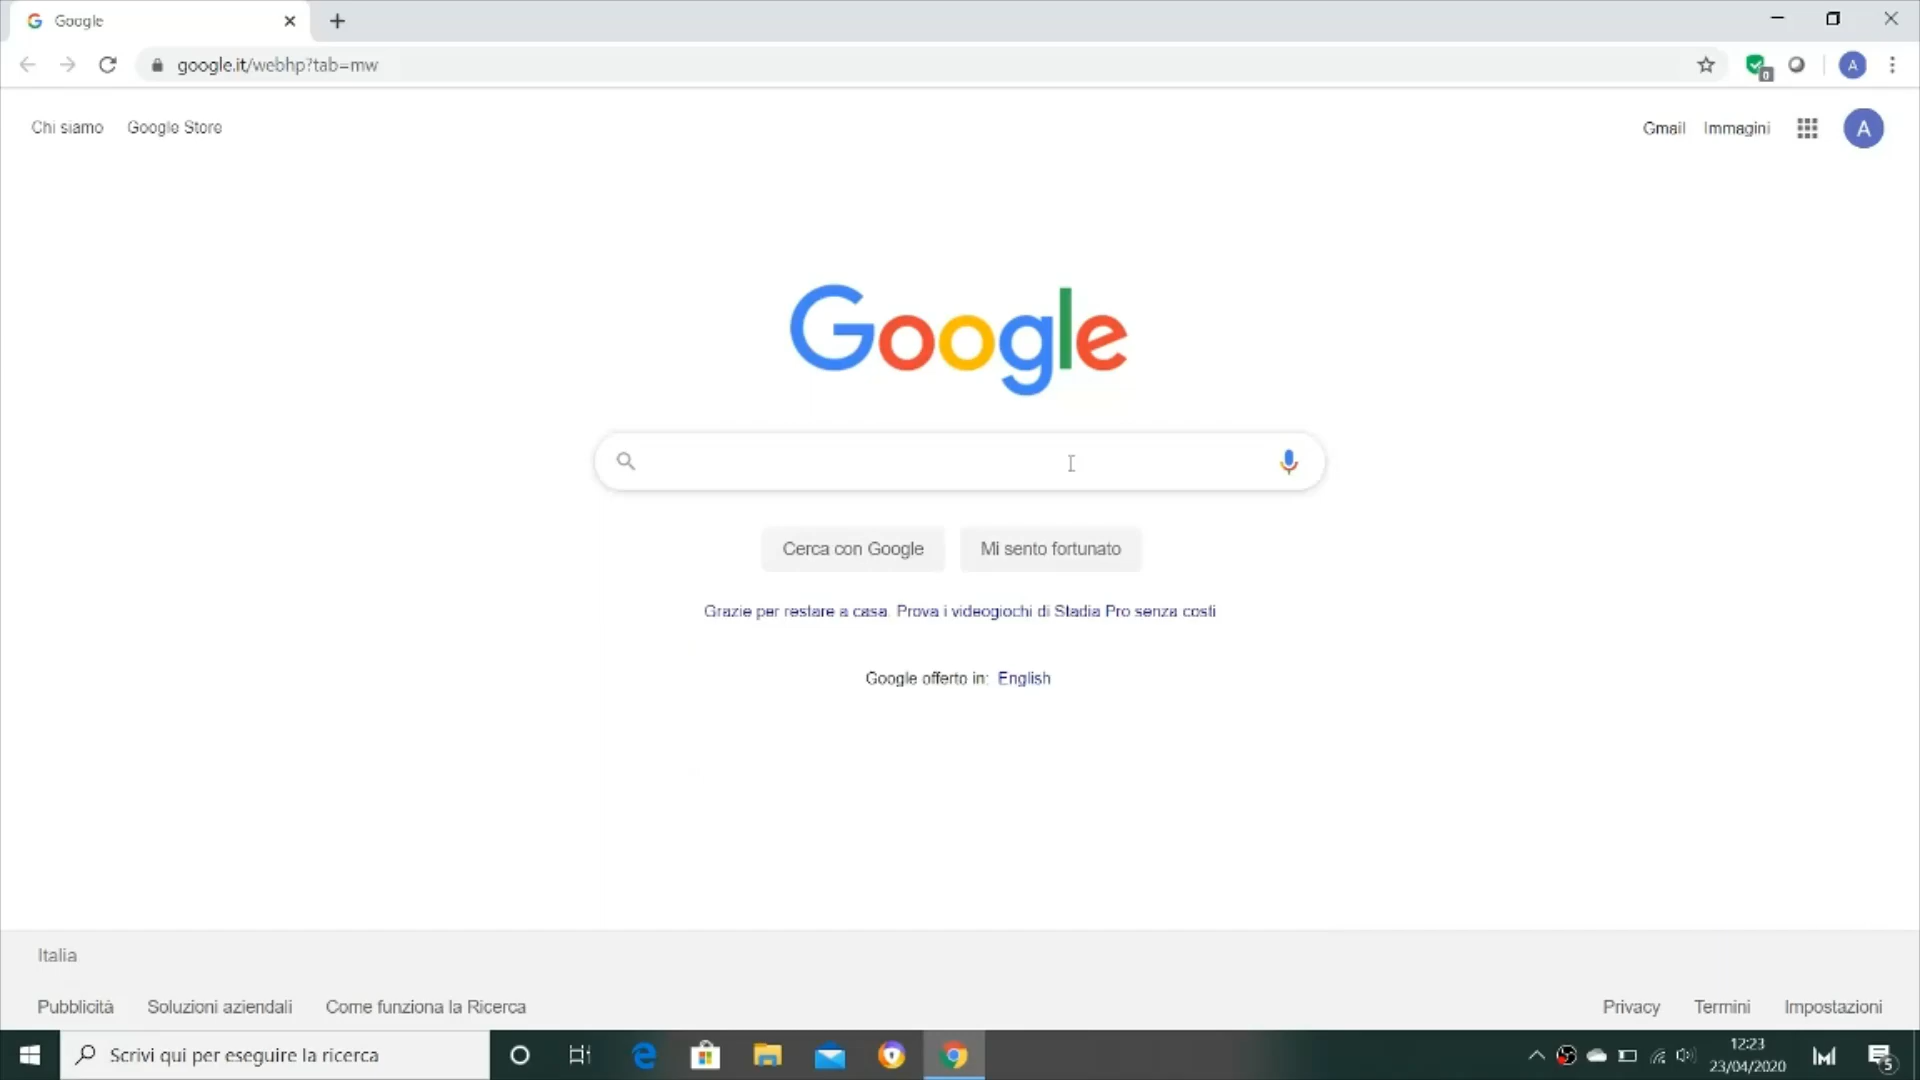 Google
google.it/webhp?tab=mw
0
A
Chi siamo Google Store
Gmail Immagini
A
Google
Cerca con Google Mi sento fortunato
Grazie per restare a casa. Prova i videogiochi di Stadia Pro senza costi
Google offerto in: English
Italia
Pubblicità Soluzioni aziendali Come funziona la Ricerca
Privacy Termini Impostazioni
Scrivi qui per eseguire la ricerca
12:23
23/04/2020
5